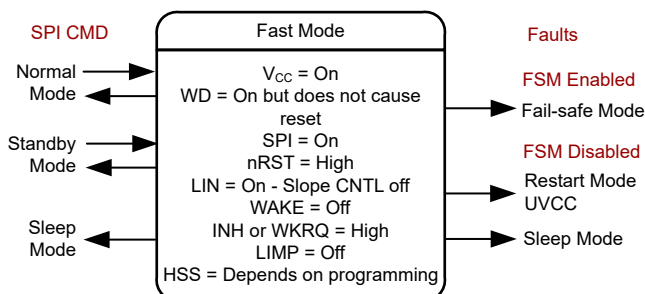 SPI CMD
Normal
Mode
Standby
Mode
Sleep
Mode
Fast Mode
VCC = On
WD = On but does not cause
reset
SPI = On
nRST = High
LIN = On - Slope CNTL off
WAKE = Off
INH or WKRQ = High
LIMP = Off
HSS = Depends on programming
Faults
FSM Enabled
Fail-safe Mode
FSM Disabled
Restart Mode
UVCC
Sleep Mode